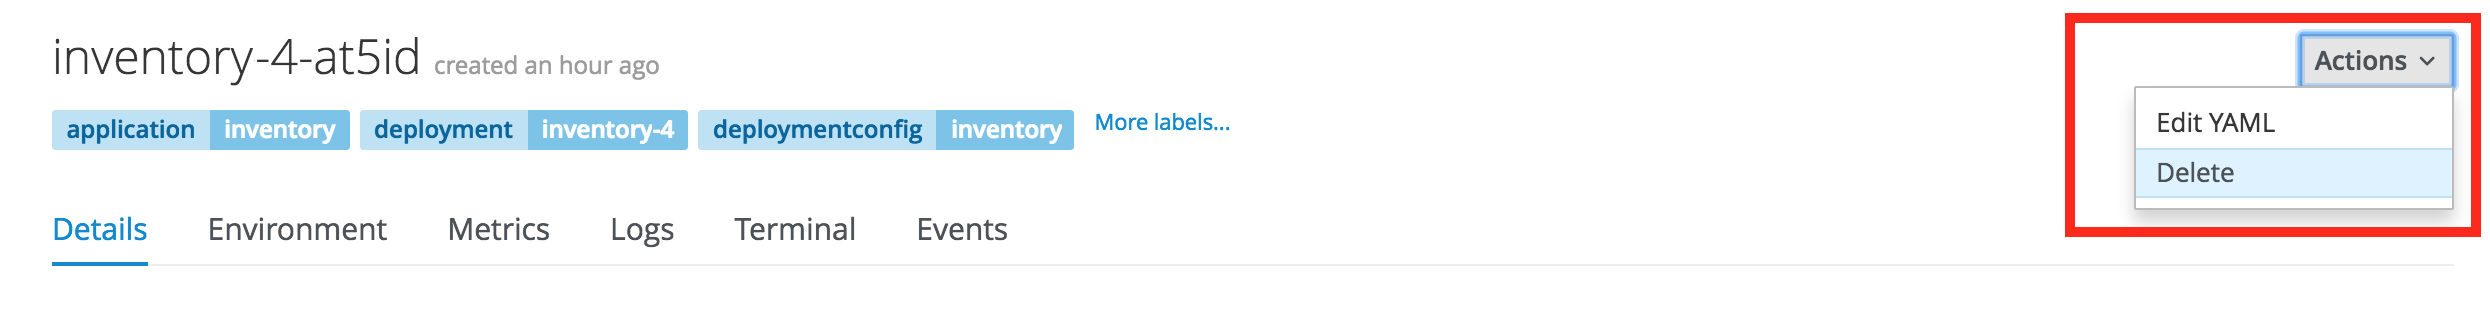 inventory-4-at5id created an hour ago
Actions
application inventory deployment inventory-4 deploymentconfig inventory More labels...
Edit YAML
Delete
Details Environment Metrics Logs Terminal Events